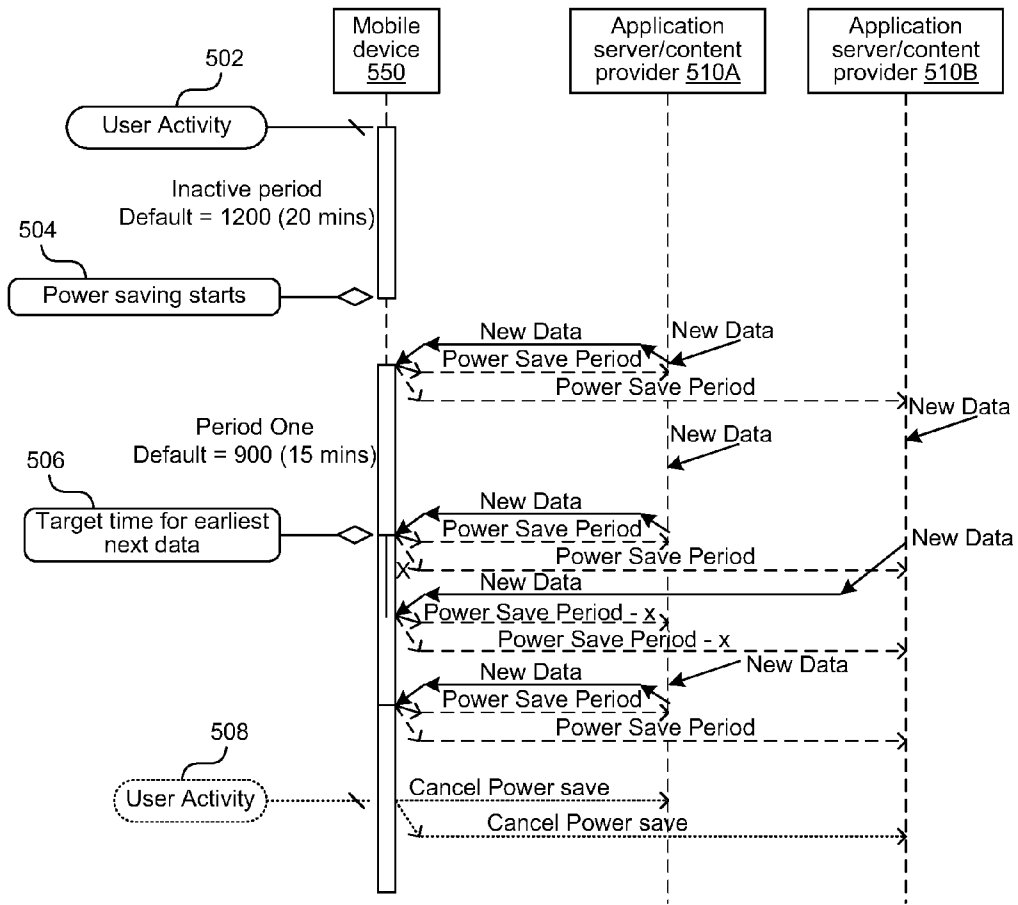 Mobile
device
550
Application
server/content
provider 510A
Application
server/content
provider 510B
502
User Activity
Inactive period
Default = 1200 (20 mins)
504
Power saving starts
New Data
New Data
Power Save Period
Power Save Period
New Data
Period One
Default = 900 (15 mins)
New Data
506
Target time for earliest
next data
New Data
Power Save Period
New Data
Power Save Period
X
New Data
Power Save Period - x
Power Save Period - x
New Data
New Data
Power Save Period
Power Save Period
508
User Activity
Cancel Power save
Cancel Power save